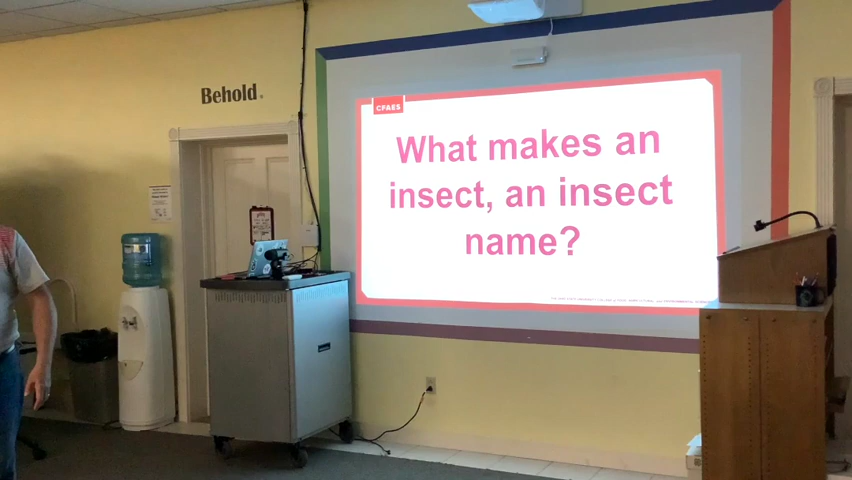 Behold.
CFAES
What makes an
insect, an insect
name?